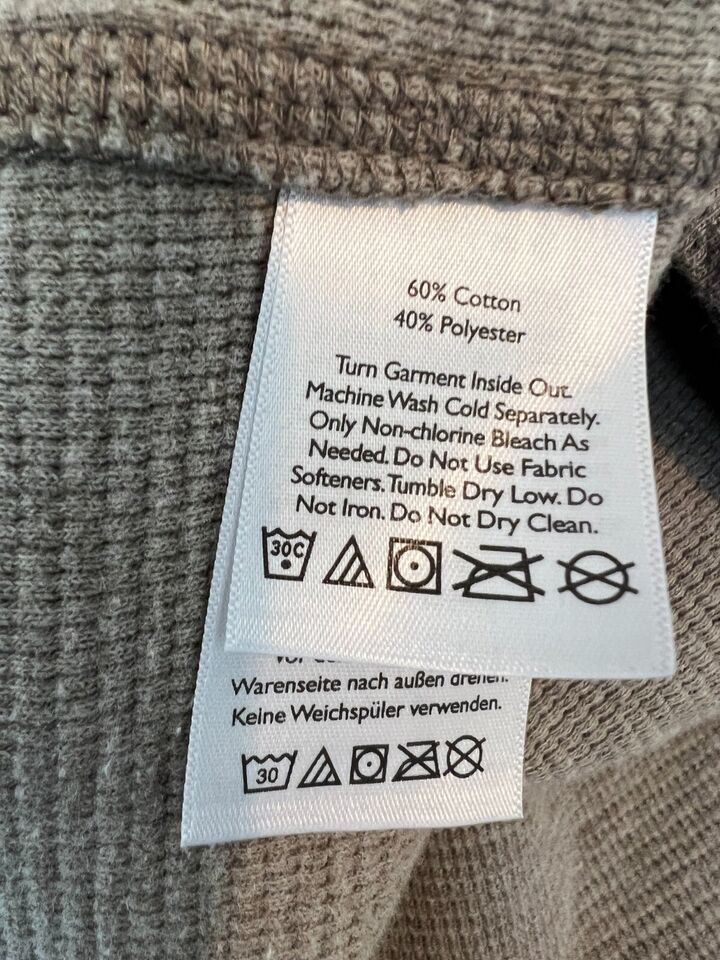 60% Cotton
40% Polyester
Turn Garment Inside Out.
Machine Wash Cold Separately.
Only Non-chlorine Bleach As
Needed. Do Not Use Fabric
Softeners. Tumble Dry Low. Do
Not Iron. Do Not Dry Clean.
30C
Warenseite nach außen drehen.
Keine Weichspüler verwenden.
30